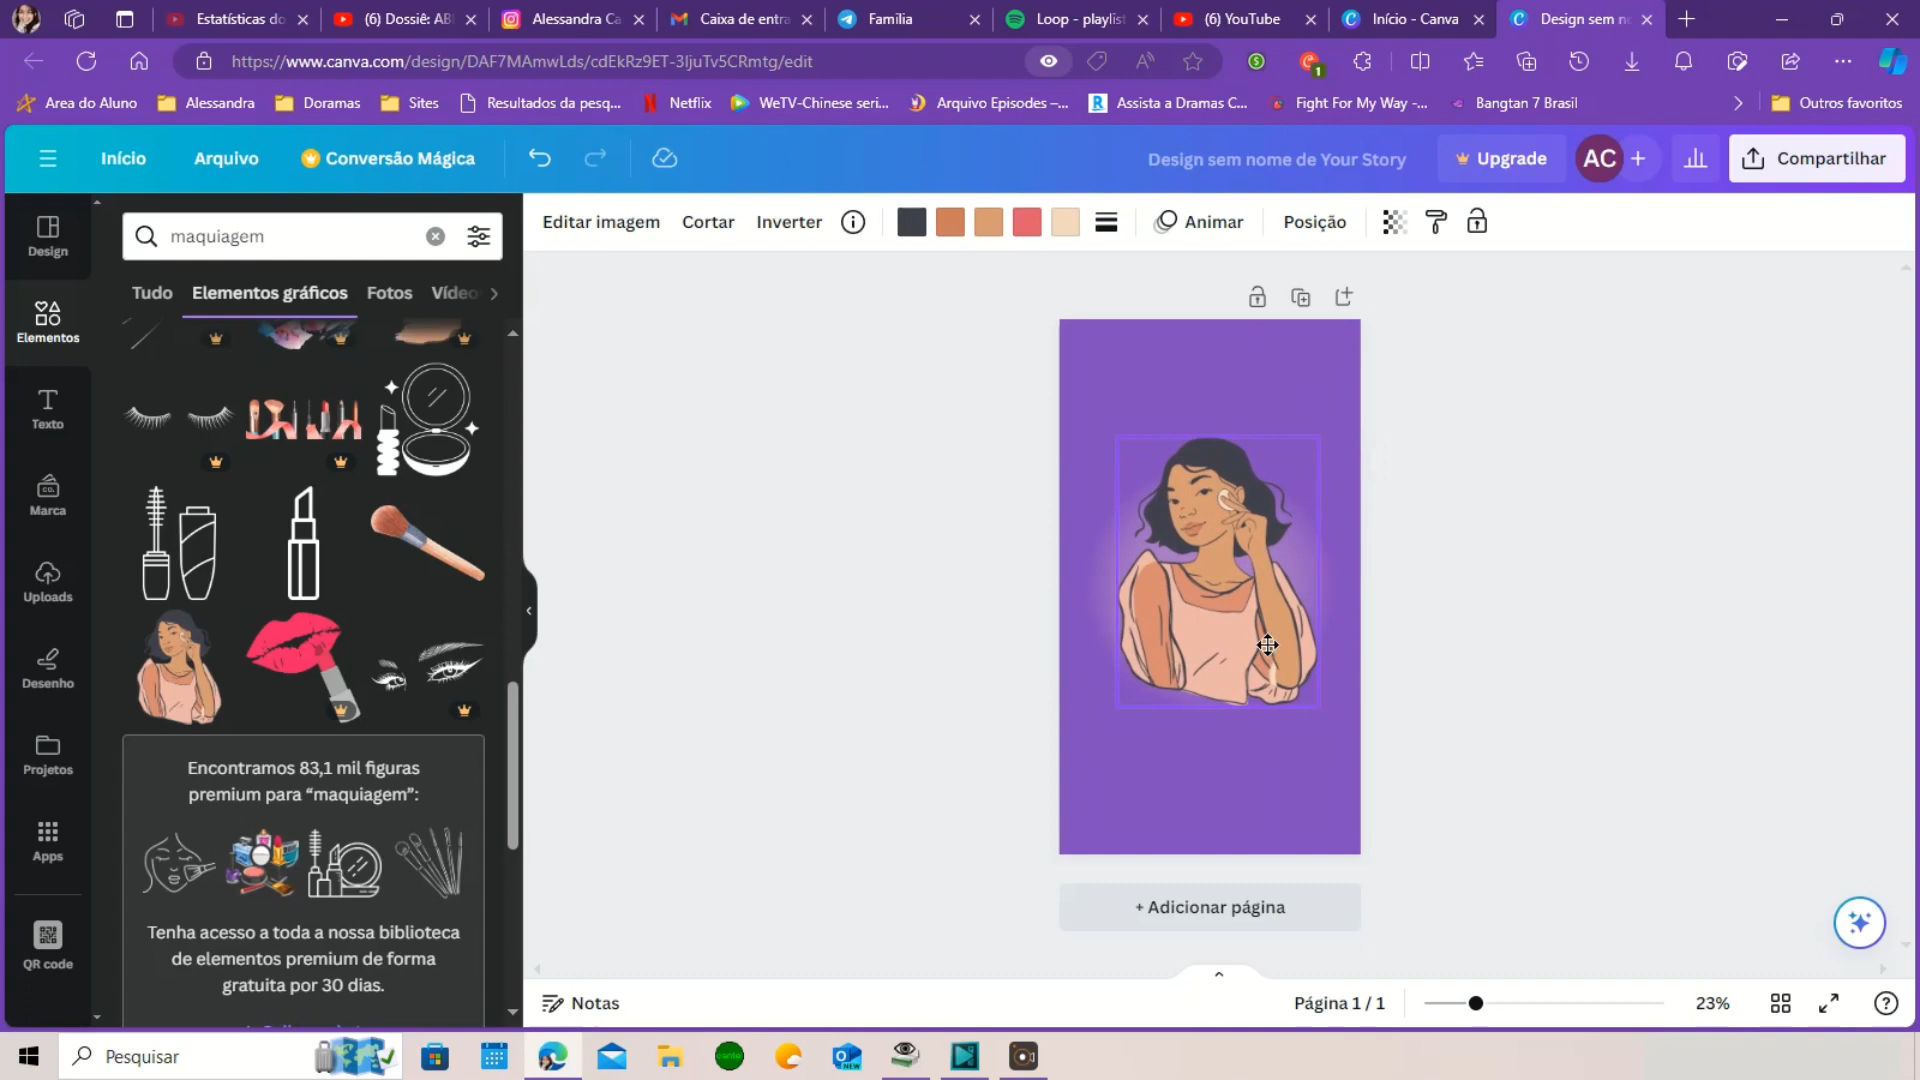 Estatísticas do
(6) Dossiê: AB
Alessandra Ca
Caixa de entra
Familia
Loop - playlist
(6) YouTube
Início - Canva
Design sem n
https://www.canva.com/design/DAF7MAmwLds/cdEkRz9ET-3IjuTv5CRmtg/edit
1
Area do Aluno
Alessandra
Doramas
Sites
Resultados da pesq...
Netflix
WeTV-Chinese seri...
Arquivo Episodes –...
Assista a Dramas C...
Fight For My Way -...
Bangtan 7 Brasil
Outros favoritos
Início
Arquivo
Conversão Mágica
Design sem nome de Your Story
Upgrade
AC
Compartilhar
Editar imagem
Cortar
Inverter
Animar
Posição
Design
Elementos
Texto
Marca
Uploads
Desenho
Projetos
Apps
QR code
maquiagem
Tudo
Elementos gráficos
Fotos
Vídeo
Encontramos 83,1 mil figuras
premium para “maquiagem”:
Tenha acesso a toda a nossa biblioteca
de elementos premium de forma
gratuita por 30 dias.
+ Adicionar página
Notas
Página 1 / 1
23%
Pesquisar
NEW